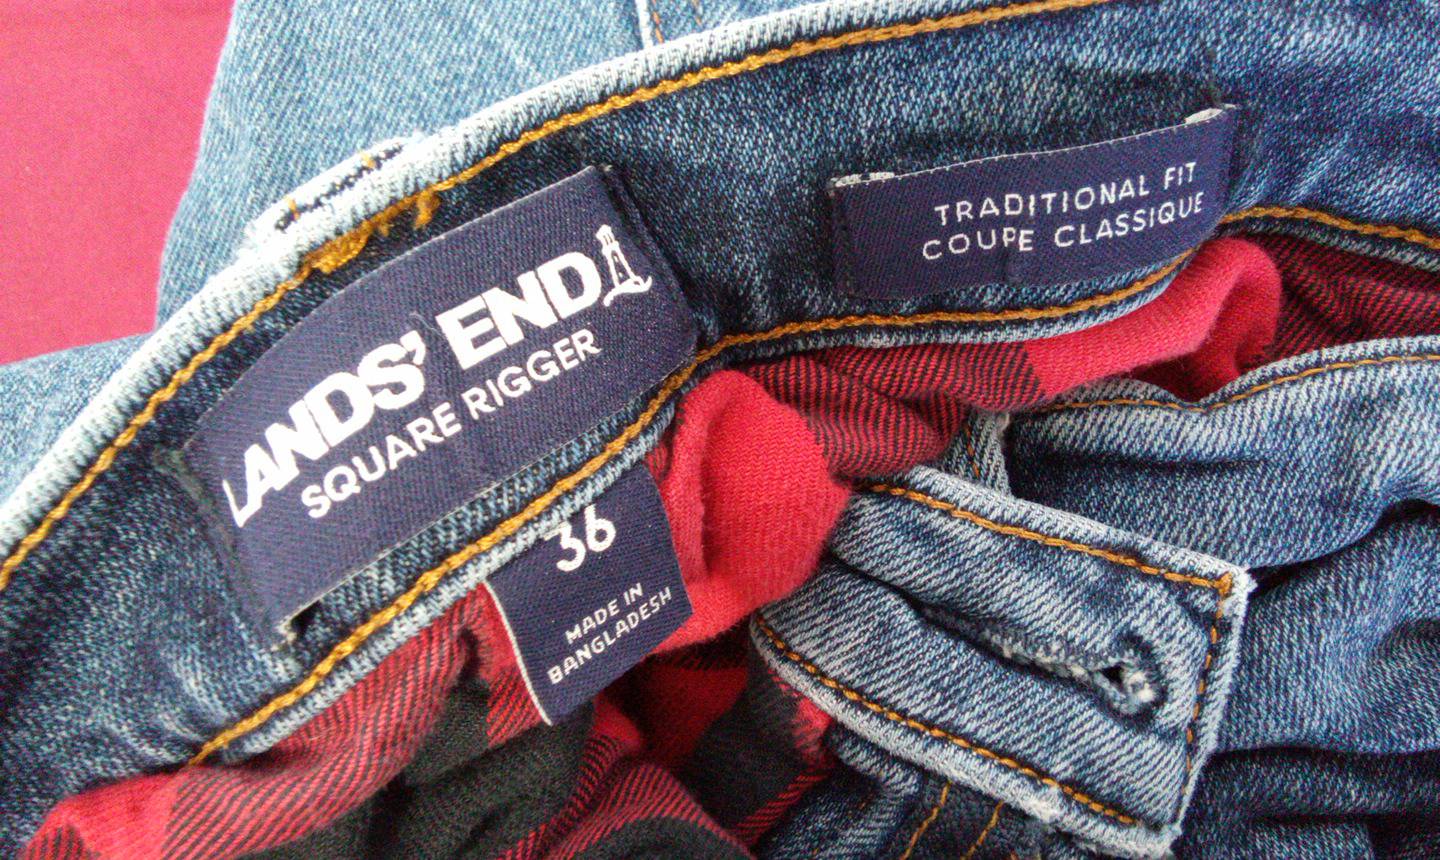 LANDS' END
SQUARE RIGGER
36
MADE IN
BANGLADESH
TRADITIONAL FIT
COUPE CLASSIQUE